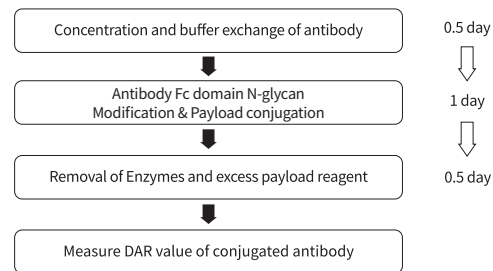 Concentration and buffer exchange of antibody
0.5 day
Antibody Fc domain N-glycan
Modification & Payload conjugation
1 day
Removal of Enzymes and excess payload reagent
0.5 day
Measure DAR value of conjugated antibody